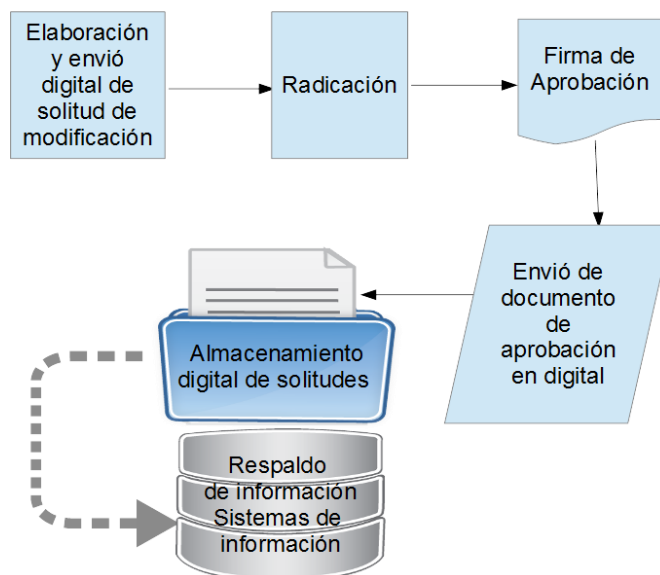 Elaboración
y envió
digital de
solitud de
modificación
Radicación
Firma de
Aprobación
Envió de
documento
de
aprobación
en digital
Almacenamiento
digital de solitudes
Respaldo
de información
Sistemas de
información